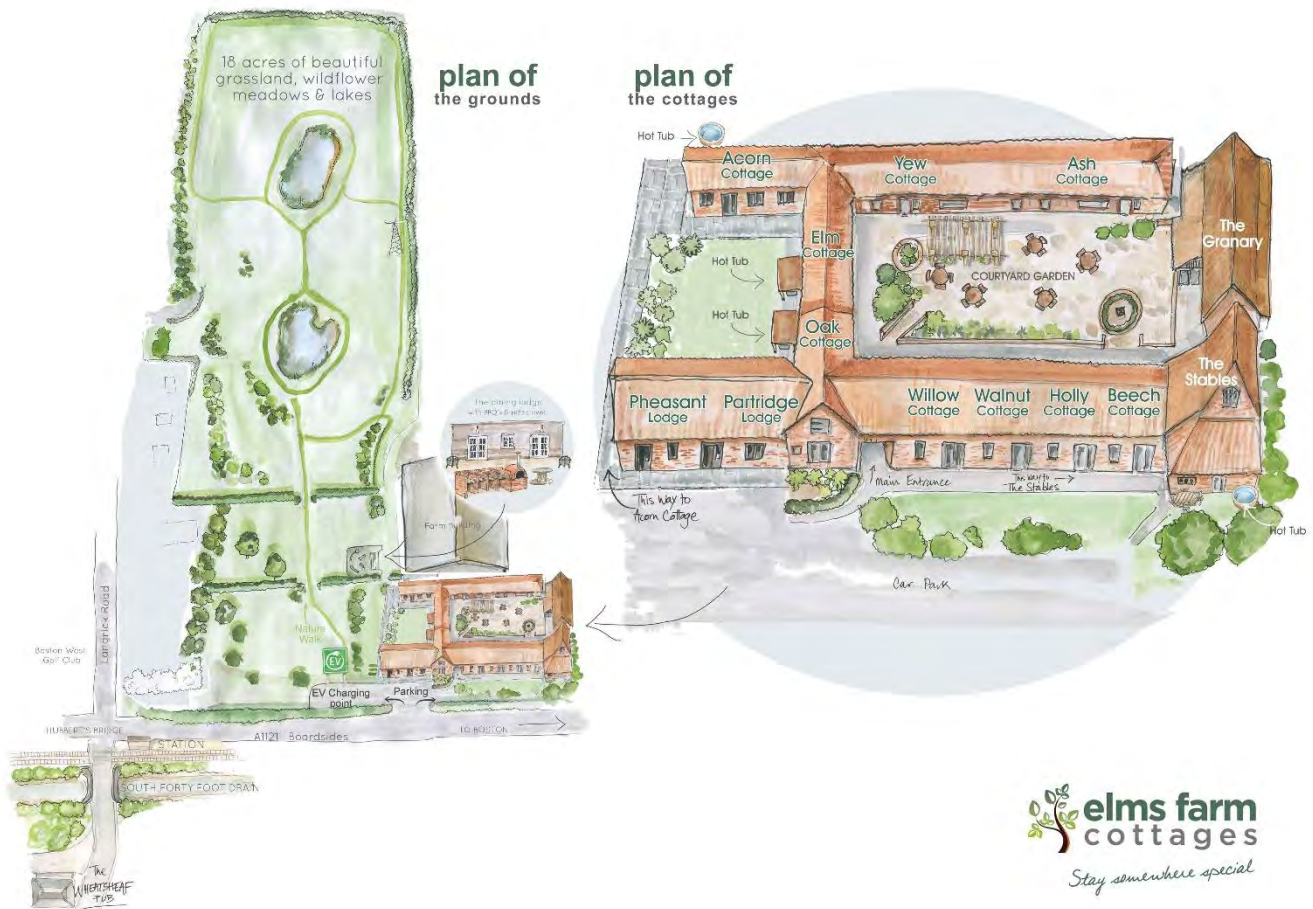 18 acres of beautiful
grassland, wildflower
meadows & lakes
plan of
the grounds
The dining lodge
Farm building
Nature
Walk
EV
EV Charging
point
Parking
Langrick Road
Boston West
Golf Club
HUBBERT'S BRIDGE
A1121 Boardsides
TO BOSTON
STATION
SOUTH FORTY FOOT DRAIN
The
WHEATSHEAF
PUB
plan of
the cottages
Hot Tub
Acorn
Cottage
Yew
Cottage
Ash
Cottage
The
Granary
Elm
Cottage
Hot Tub
COURTYARD GARDEN
Hot Tub
Oak
Cottage
The
Stables
Pheasant
Lodge
Partridge
Lodge
Willow
Cottage
Walnut
Cottage
Holly
Cottage
Beech
Cottage
Main Entrance
This way to
The Stables
This way to
Acorn Cottage
Hot Tub
Car Park
elms farm
cottages
Stay somewhere special